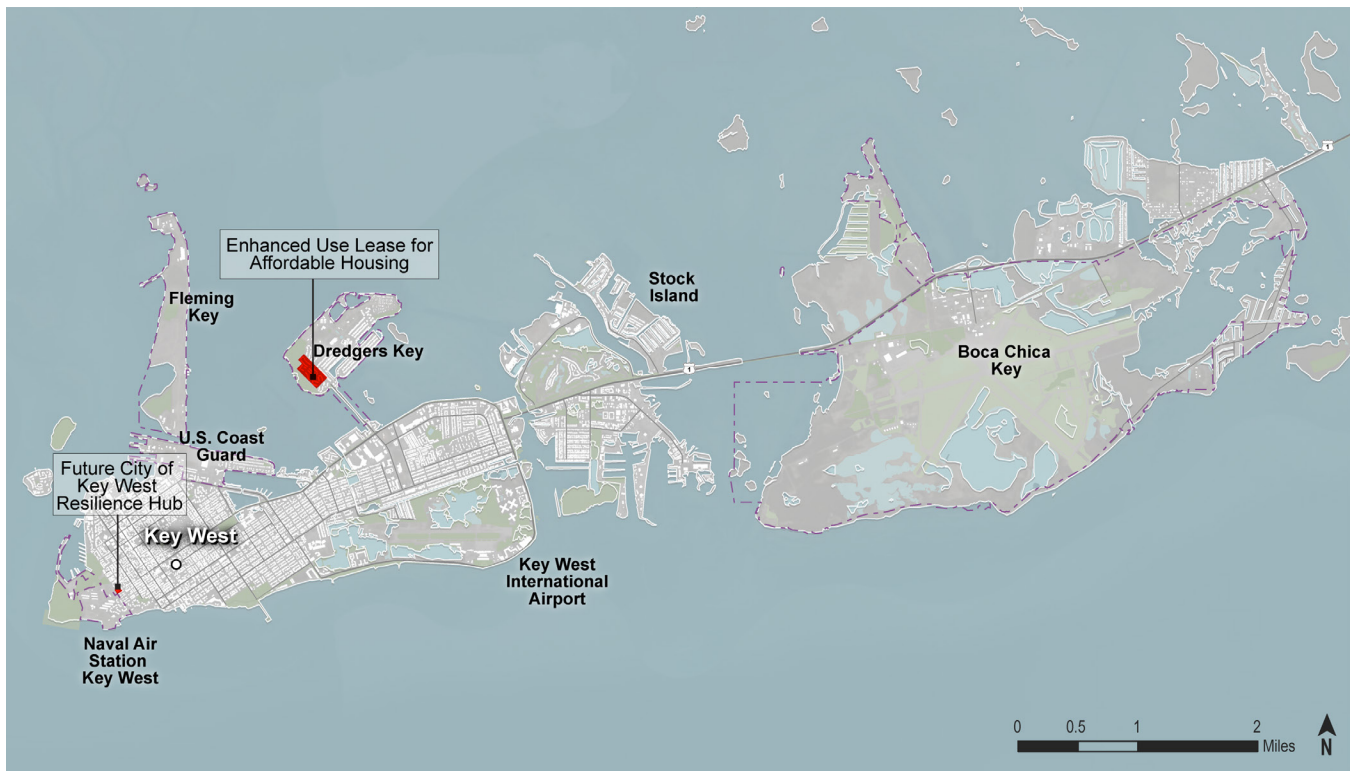 1
Enhanced Use Lease for
Affordable Housing
Stock
Island
Fleming
Key
Dredgers Key
Boca Chica
Key
1
U.S. Coast
Guard
Future City of
Key West
Resilience Hub
Key West
Key West
International
Airport
Naval Air
Station
Key West
0 0.5 1 2
Miles
N